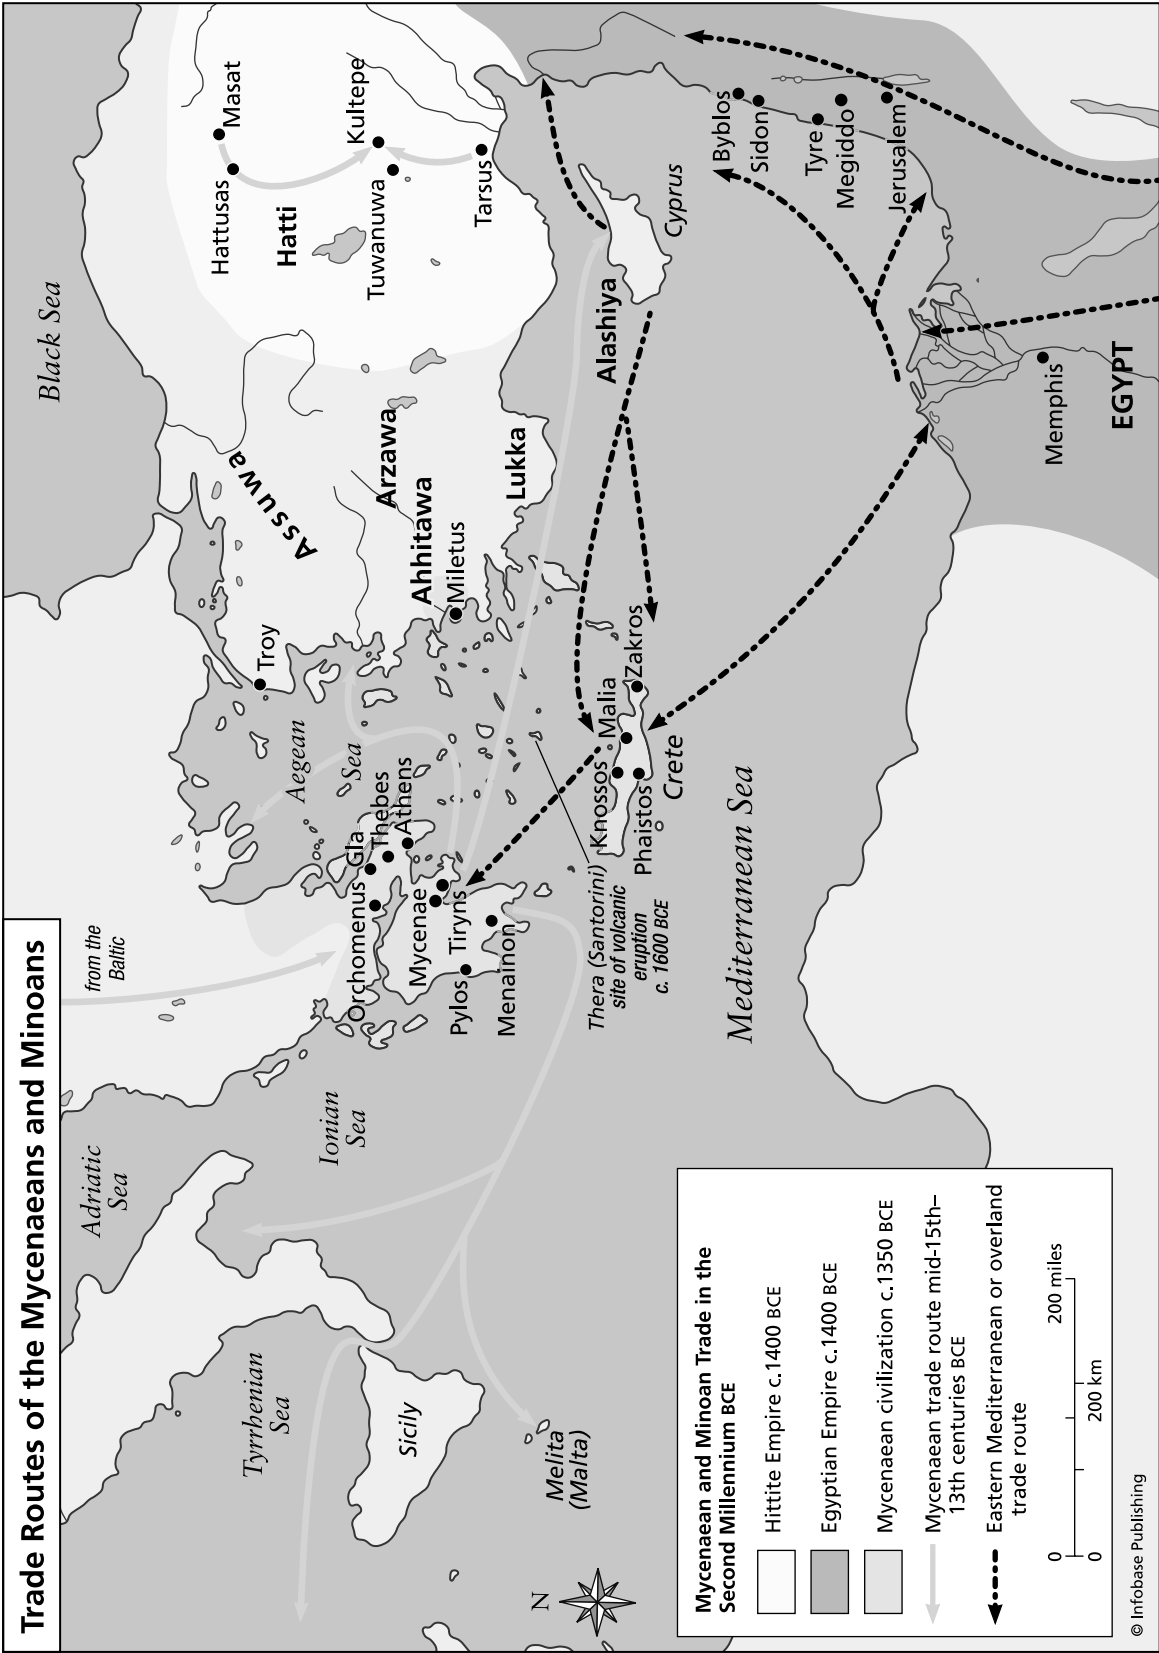 Trade Routes of the Mycenaeans and Minoans
from the
Baltic
Black Sea
Adriatic
Sea
Tyrrhenian
Sea
Ionian
Sea
Aegean
Sea
Mediterranean Sea
Sicily
Melita
(Malta)
Troy
Assuwa
Arzawa
Ahhitawa
Miletus
Lukka
Hatti
Hattusas
Masat
Kultepe
Tuwanuwa
Tarsus
Orchomenus
Gla
Thebes
Athens
Mycenae
Tiryns
Pylos
Menainon
Thera (Santorini)
site of volcanic
eruption
c. 1600 BCE
Knossos
Malia
Zakros
Phaistos
Crete
Alashiya
Cyprus
Byblos
Sidon
Tyre
Megiddo
Jerusalem
Memphis
EGYPT
N
Mycenaean and Minoan Trade in the
Second Millennium BCE
Hittite Empire c.1400 BCE
Egyptian Empire c.1400 BCE
Mycenaean civilization c.1350 BCE
Mycenaean trade route mid-15th–
13th centuries BCE
Eastern Mediterranean or overland
trade route
0 200 miles
0 200 km
© Infobase Publishing